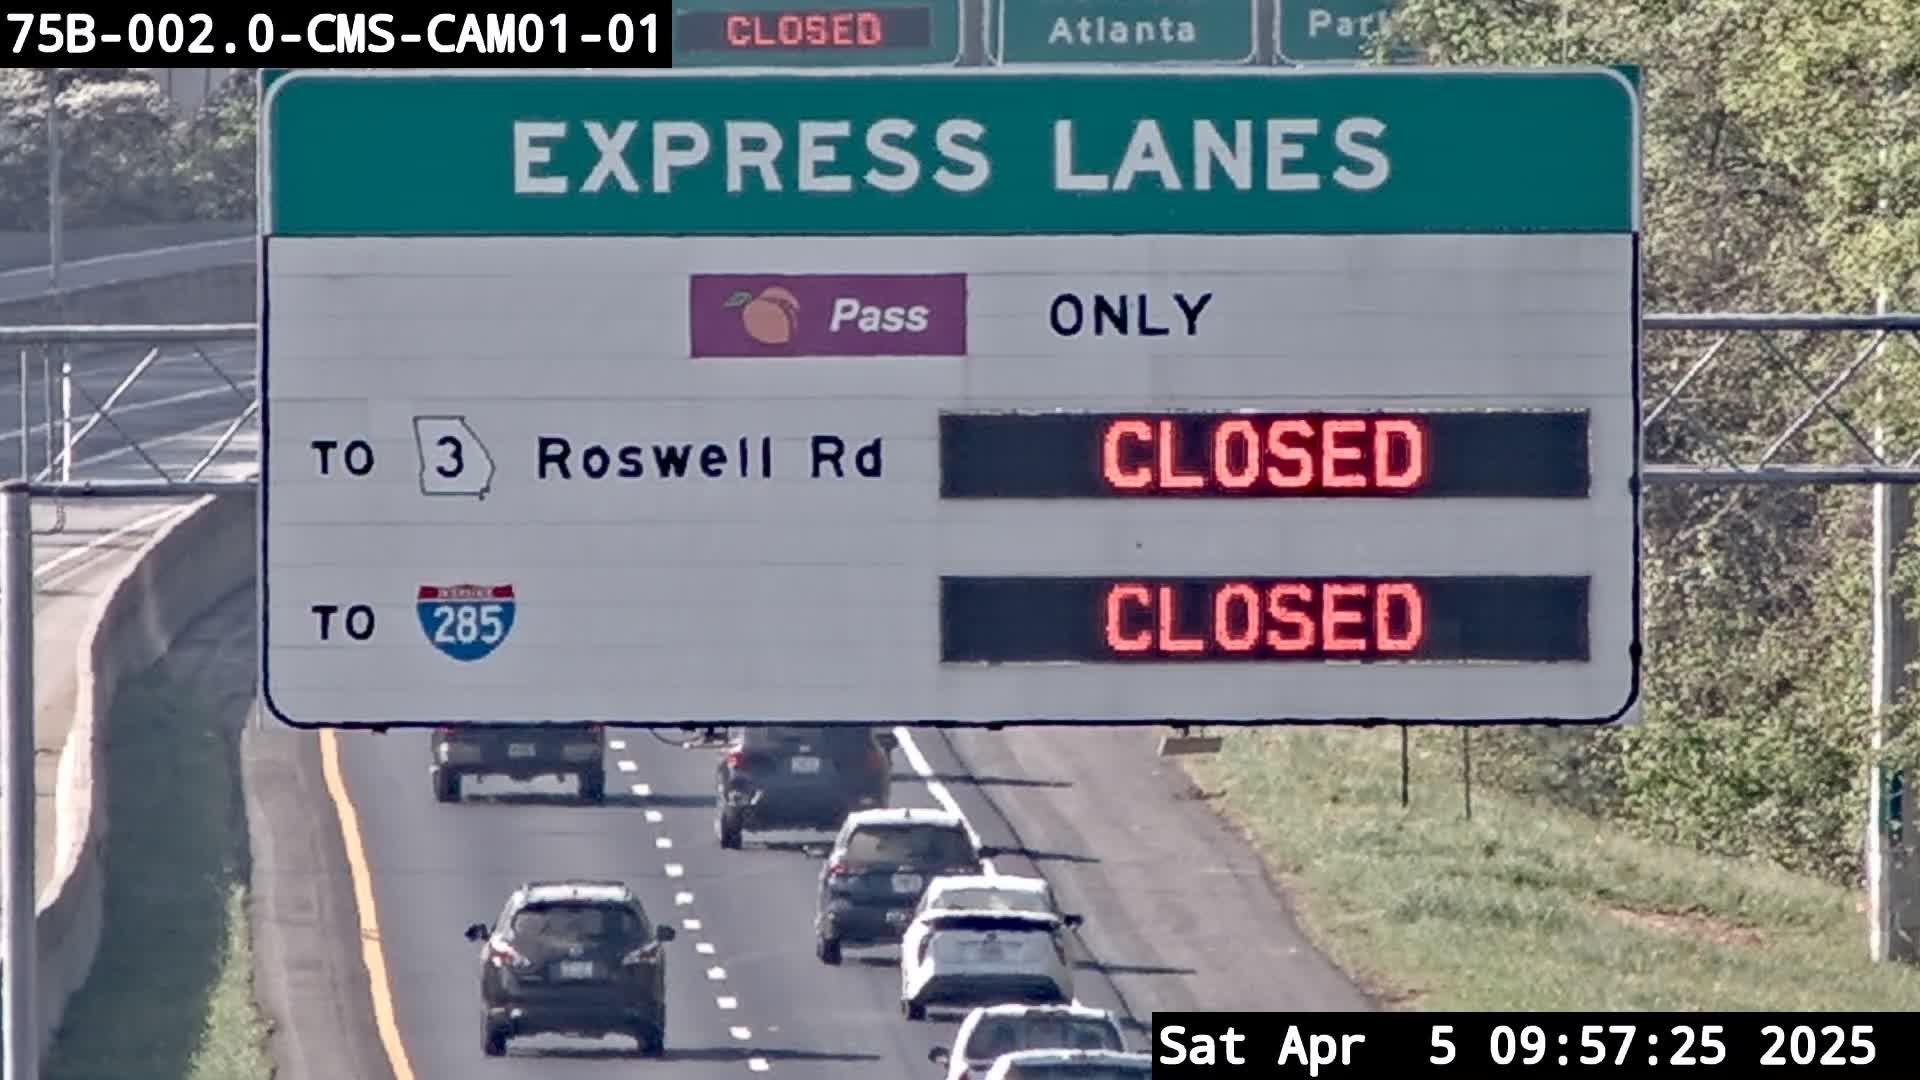 75B-002.0-CMS-CAM01-01
CLOSED
Atlanta
EXPRESS LANES
Pass ONLY
TO 3 Roswell Rd CLOSED
TO 285 CLOSED
Sat Apr 5 09:57:25 2025